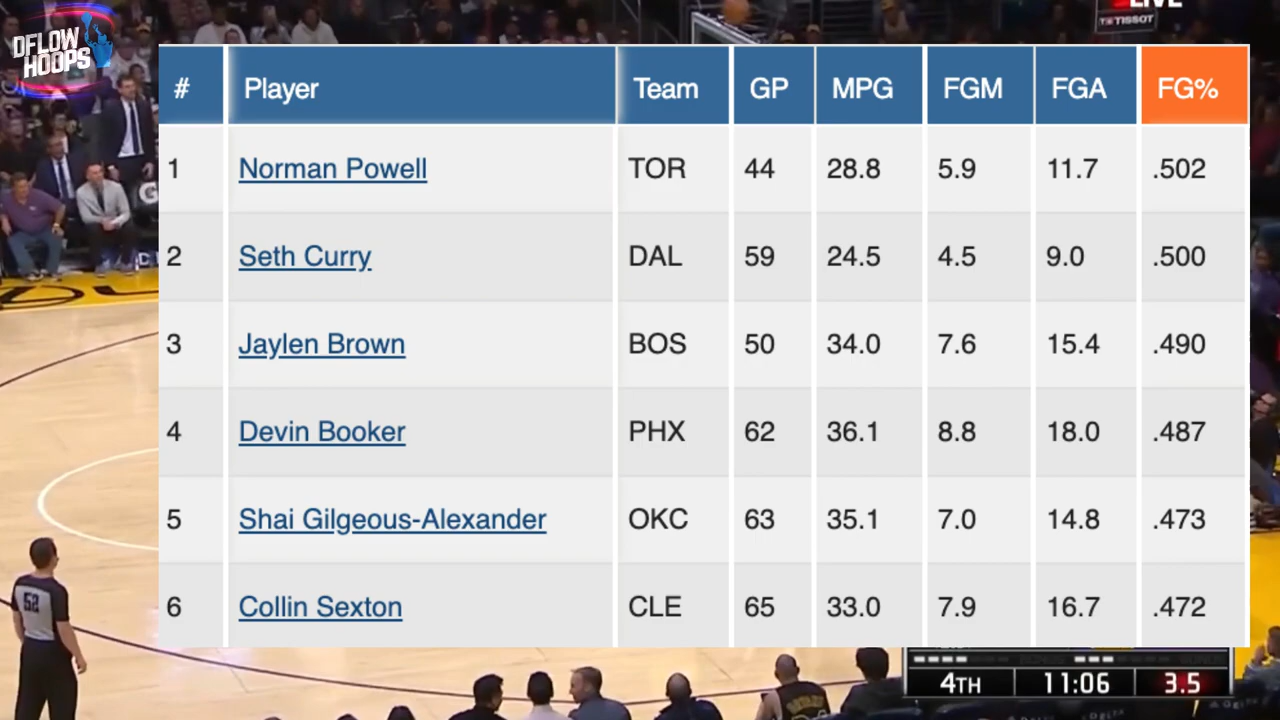 LIVE
TISSOT
DFLOW
HOOPS
# Player Team GP MPG FGM FGA FG%
1 Norman Powell TOR 44 28.8 5.9 11.7 .502
2 Seth Curry DAL 59 24.5 4.5 9.0 .500
3 Jaylen Brown BOS 50 34.0 7.6 15.4 .490
4 Devin Booker PHX 62 36.1 8.8 18.0 .487
5 Shai Gilgeous-Alexander OKC 63 35.1 7.0 14.8 .473
6 Collin Sexton CLE 65 33.0 7.9 16.7 .472
52
4TH 11:06 3.5